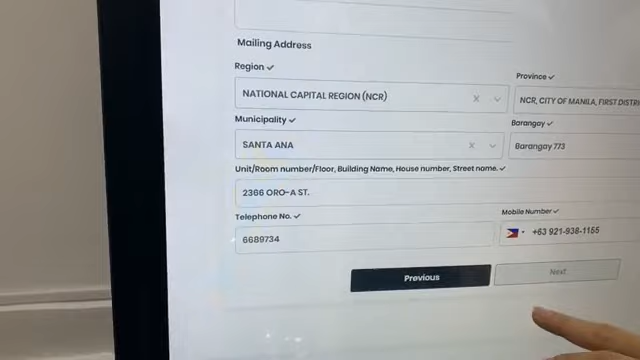 Mailing Address
Region
NATIONAL CAPITAL REGION (NCR)
Province
NCR, CITY OF MANILA, FIRST DISTRI
Municipality
SANTA ANA
Barangay
Barangay 773
Unit/Room number/Floor, Building Name, House number, Street name.
2366 ORO-A ST.
Telephone No.
6689734
Mobile Number
+63 921-938-1155
Previous
Next